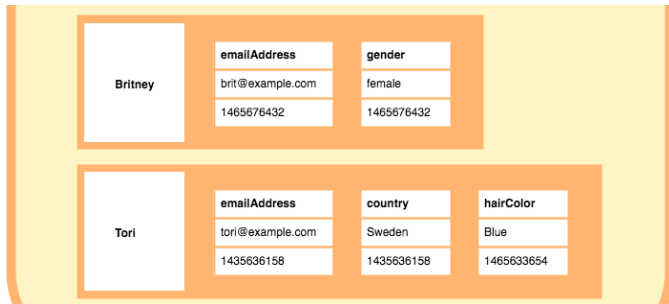 emailAddress gender
Britney brit@example.com female
1465676432 1465676432
emailAddress country hairColor
Tori tori@example.com Sweden Blue
1435636158 1435636158 1465633654